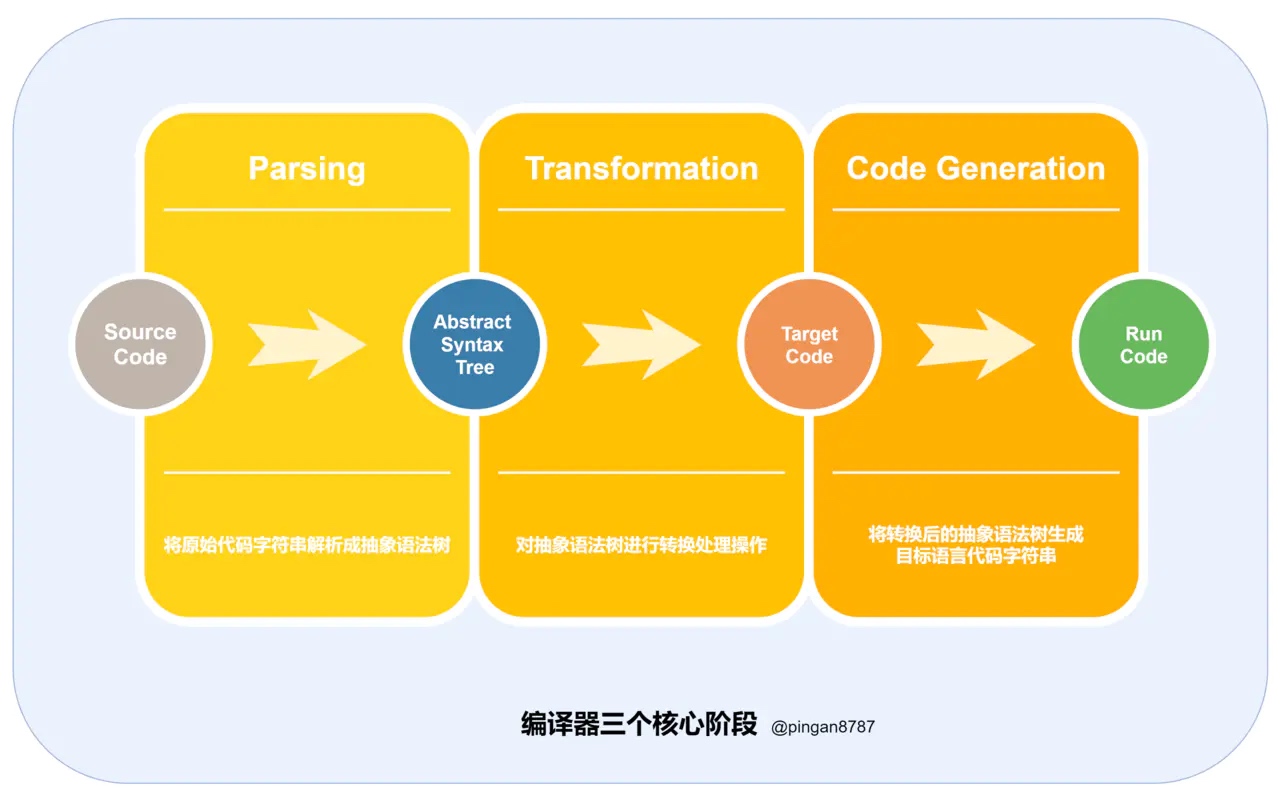 Parsing
Transformation
Code Generation
Source
Code
Abstract
Syntax
Tree
Target
Code
Run
Code
将原始代码字符串解析成抽象语法树
对抽象语法树进行转换处理操作
将转换后的抽象语法树生成
目标语言代码字符串
编译器三个核心阶段 @pingan8787